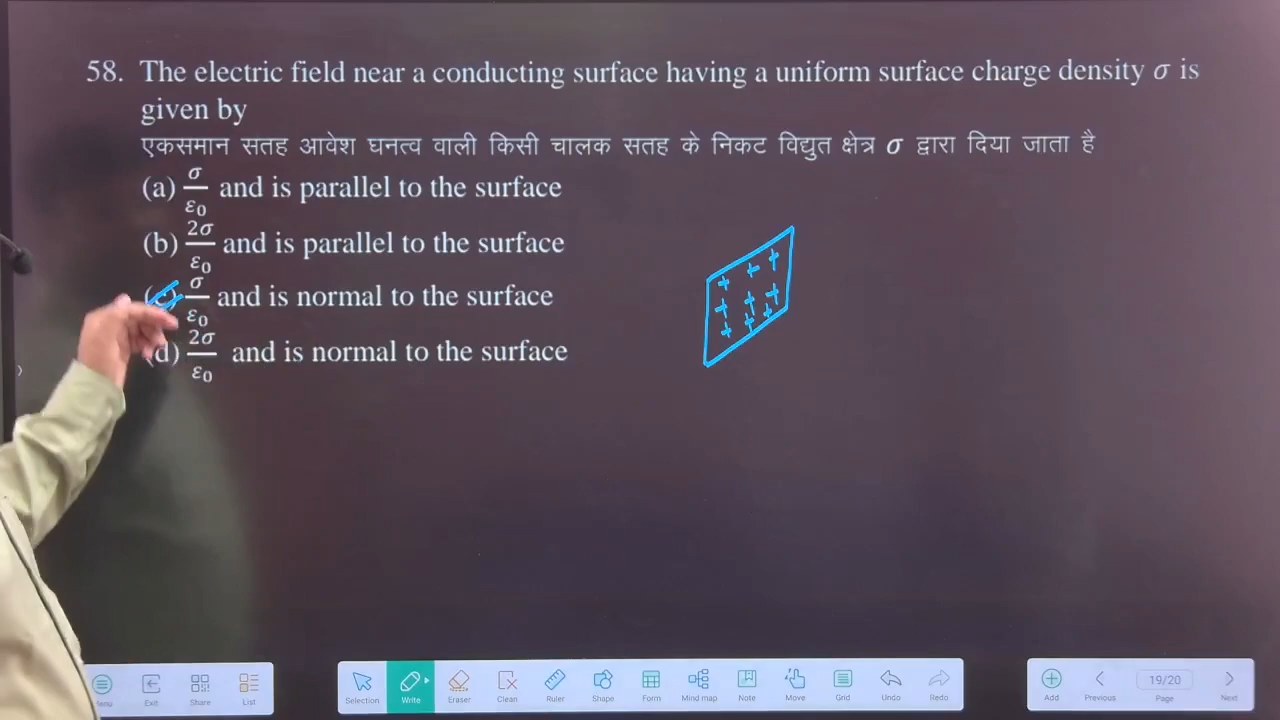 58. The electric field near a conducting surface having a uniform surface charge density σ is
given by
एकसमान सतह आवेश घनत्व वाली किसी चालक सतह के निकट विद्युत क्षेत्र σ द्वारा दिया जाता है
(a) σ/ε₀ and is parallel to the surface
(b) 2σ/ε₀ and is parallel to the surface
(c) σ/ε₀ and is normal to the surface
(d) 2σ/ε₀ and is normal to the surface
+ + +
+ + +
+ + +
Exit Share List Selection Write Eraser Clean Ruler Shape Form Mind map Note Move Grid Undo Redo Add Previous 19/20 Page Next